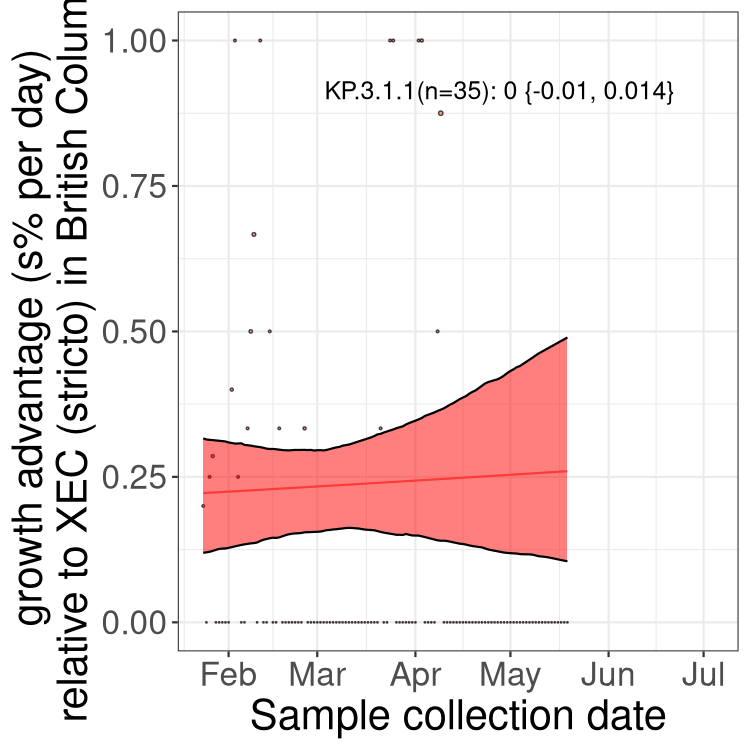 growth advantage (s% per day)
relative to XEC (stricto) in British Colum
1.00
0.75
0.50
0.25
0.00
KP.3.1.1(n=35): 0 {-0.01, 0.014}
Feb Mar Apr May Jun Jul
Sample collection date